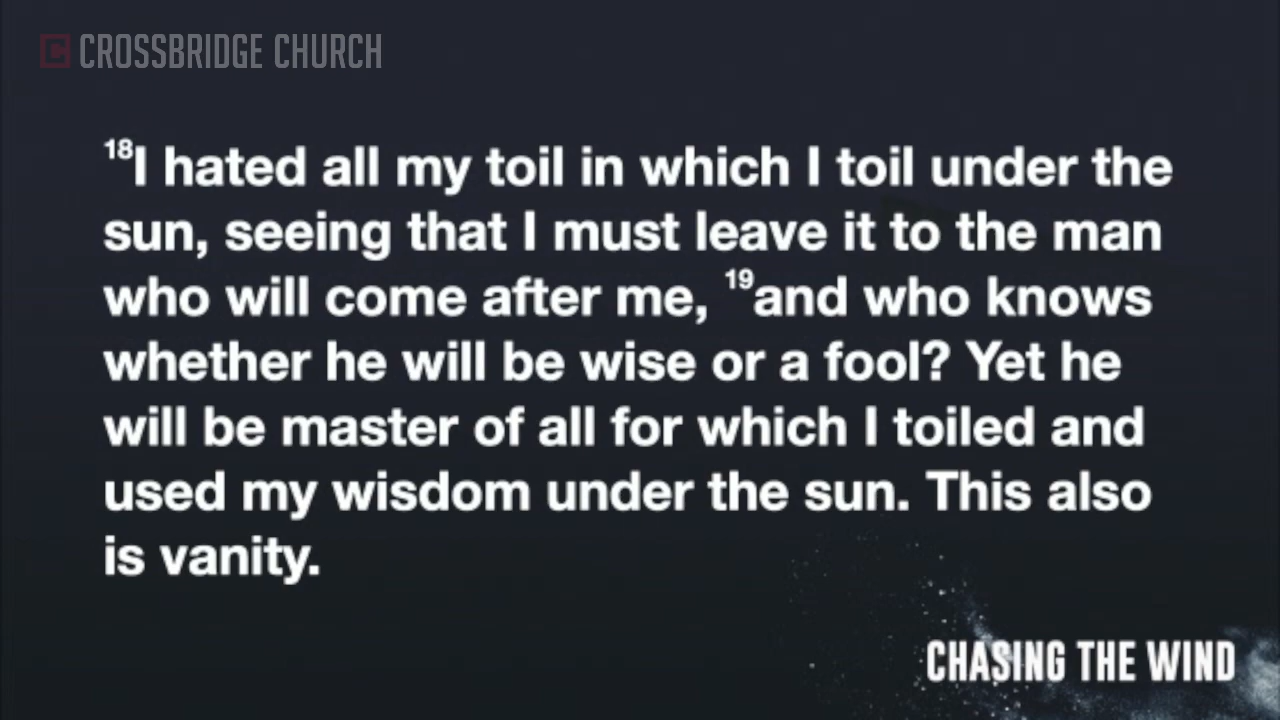 CROSSBRIDGE CHURCH
18I hated all my toil in which I toil under the
sun, seeing that I must leave it to the man
who will come after me, 19and who knows
whether he will be wise or a fool? Yet he
will be master of all for which I toiled and
used my wisdom under the sun. This also
is vanity.
CHASING THE WIND